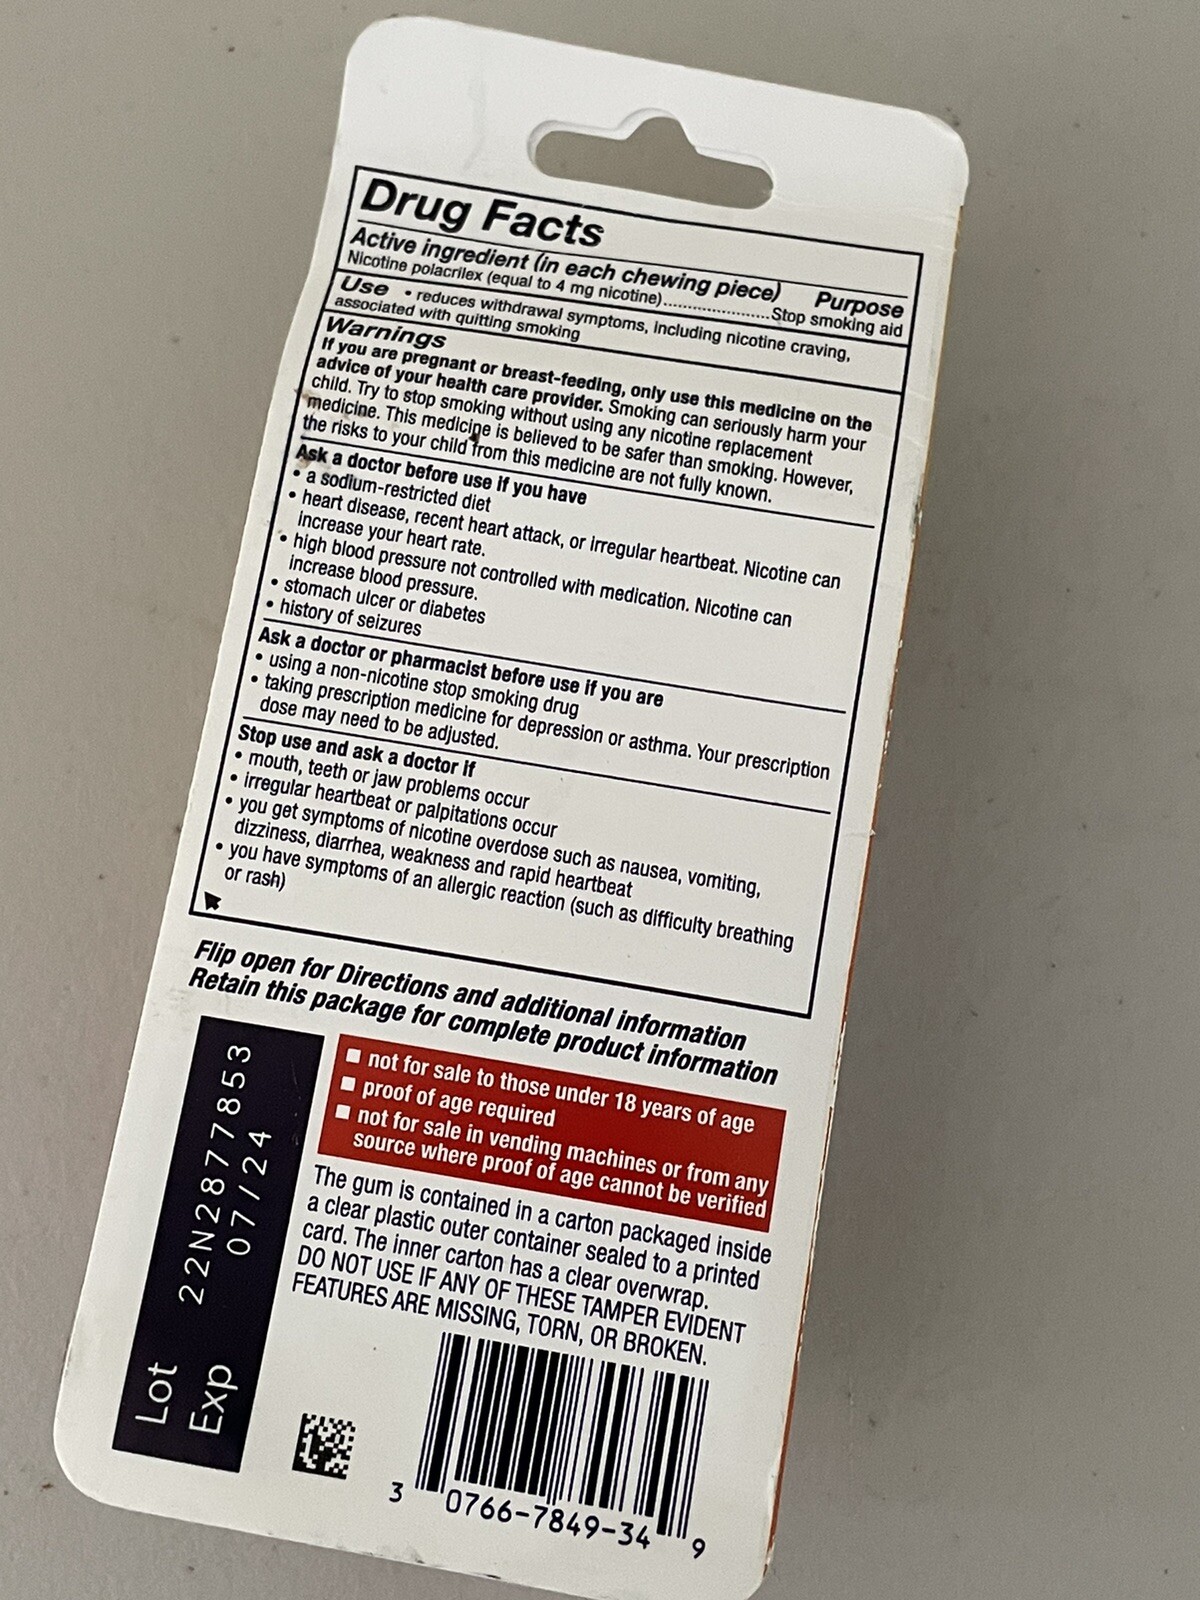 Drug Facts
Active ingredient (in each chewing piece) Purpose
Nicotine polacrilex (equal to 4 mg nicotine)......................Stop smoking aid
Use • reduces withdrawal symptoms, including nicotine craving,
associated with quitting smoking
Warnings
If you are pregnant or breast-feeding, only use this medicine on the
advice of your health care provider. Smoking can seriously harm your
child. Try to stop smoking without using any nicotine replacement
medicine. This medicine is believed to be safer than smoking. However,
the risks to your child from this medicine are not fully known.
Ask a doctor before use if you have
• a sodium-restricted diet
• heart disease, recent heart attack, or irregular heartbeat. Nicotine can
increase your heart rate.
• high blood pressure not controlled with medication. Nicotine can
increase blood pressure.
• stomach ulcer or diabetes
• history of seizures
Ask a doctor or pharmacist before use if you are
• using a non-nicotine stop smoking drug
• taking prescription medicine for depression or asthma. Your prescription
dose may need to be adjusted.
Stop use and ask a doctor if
• mouth, teeth or jaw problems occur
• irregular heartbeat or palpitations occur
• you get symptoms of nicotine overdose such as nausea, vomiting,
dizziness, diarrhea, weakness and rapid heartbeat
• you have symptoms of an allergic reaction (such as difficulty breathing
or rash)
Flip open for Directions and additional information
Retain this package for complete product information
Lot 22N2877853
Exp 07/24
■ not for sale to those under 18 years of age
■ proof of age required
■ not for sale in vending machines or from any
source where proof of age cannot be verified
The gum is contained in a carton packaged inside
a clear plastic outer container sealed to a printed
card. The inner carton has a clear overwrap.
DO NOT USE IF ANY OF THESE TAMPER EVIDENT
FEATURES ARE MISSING, TORN, OR BROKEN.
3 0766-7849-34 9